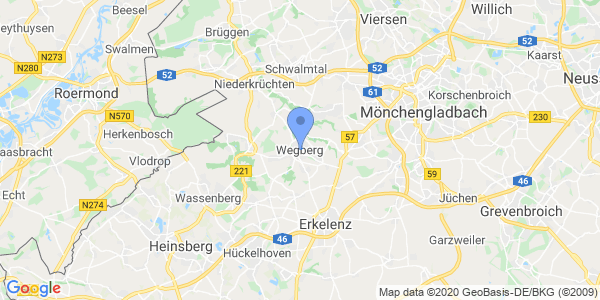 Beesel
Viersen
Willich
eythuysen
N273
Brüggen
52
Swalmen
Kaarst
N280
52
Schwalmtal
52
Neuss
Roermond
Niederkrüchten
61
Korschenbroich
Mönchengladbach
N570
230
Herkenbosch
57
aasbracht
Wegberg
Vlodrop
221
59
46
Echt
Wassenberg
Jüchen
N274
Grevenbroich
Erkelenz
46
Heinsberg
Garzweiler
Hückelhoven
Google
Map data ©2020 GeoBasis-DE/BKG (©2009)